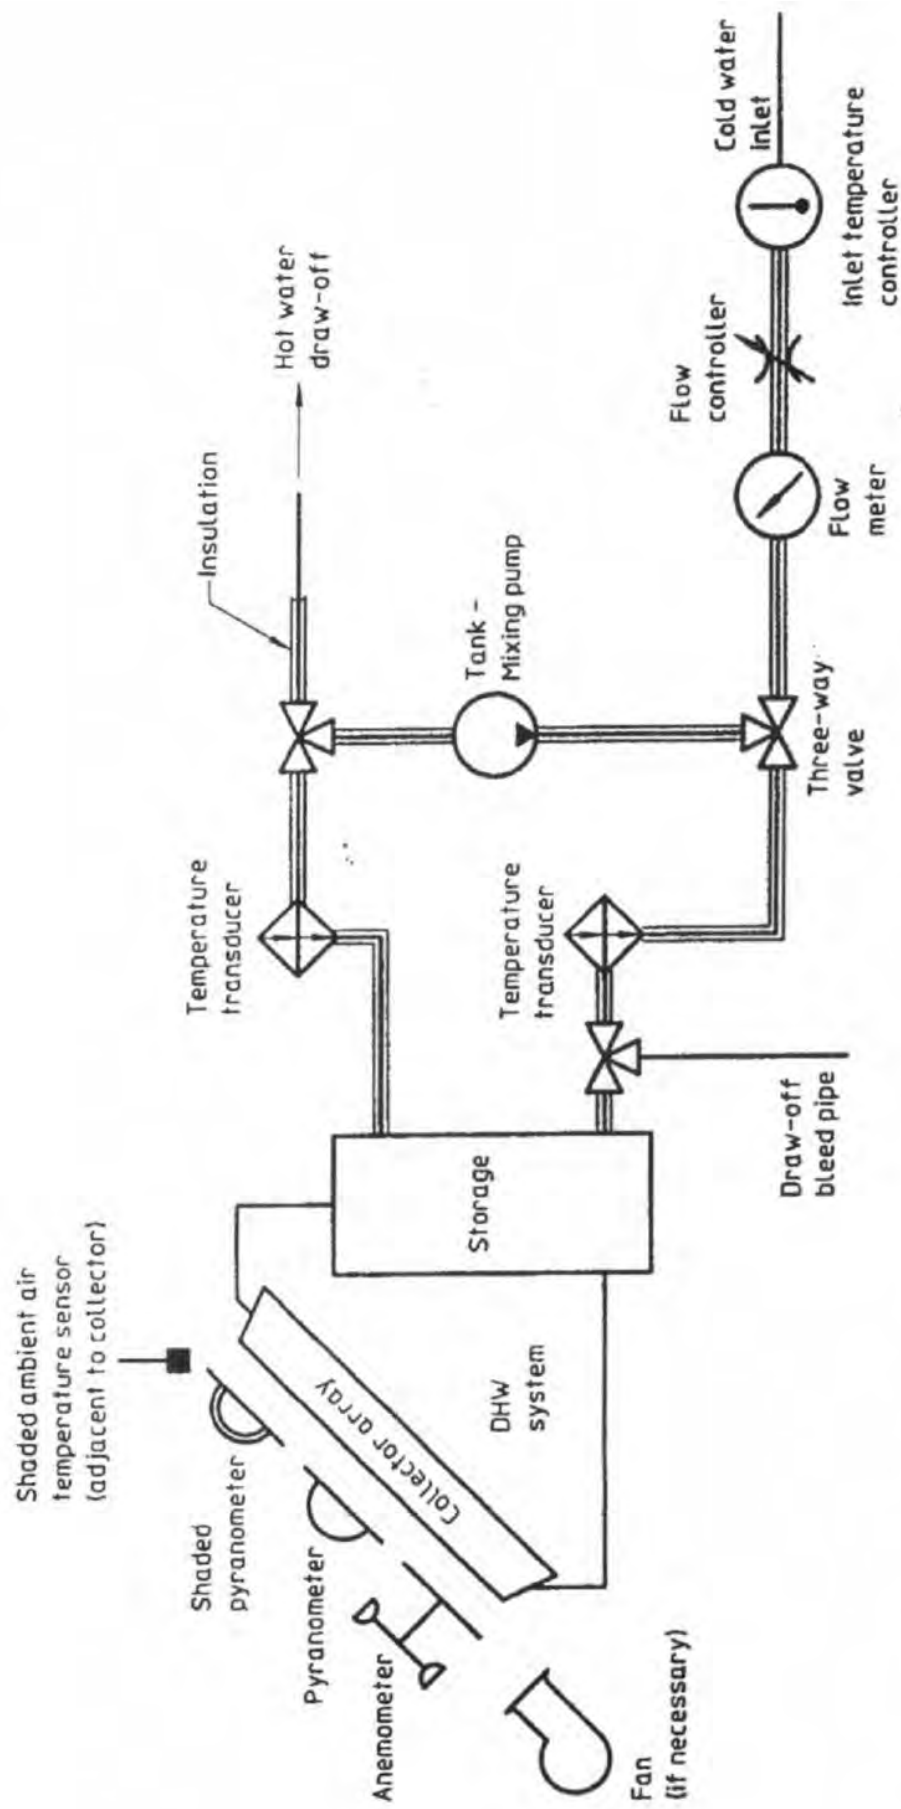 Shaded ambient air
temperature sensor
(adjacent to collector)
Shaded
pyranometer
Pyranometer
Anemometer
Fan
(if necessary)
Collector array
DHW
system
Storage
Temperature
transducer
Insulation
Hot water
draw-off
Tank -
Mixing pump
Temperature
transducer
Draw-off
bleed pipe
Three-way
valve
Flow
meter
Flow
controller
Cold water
Inlet
Inlet temperature
controller